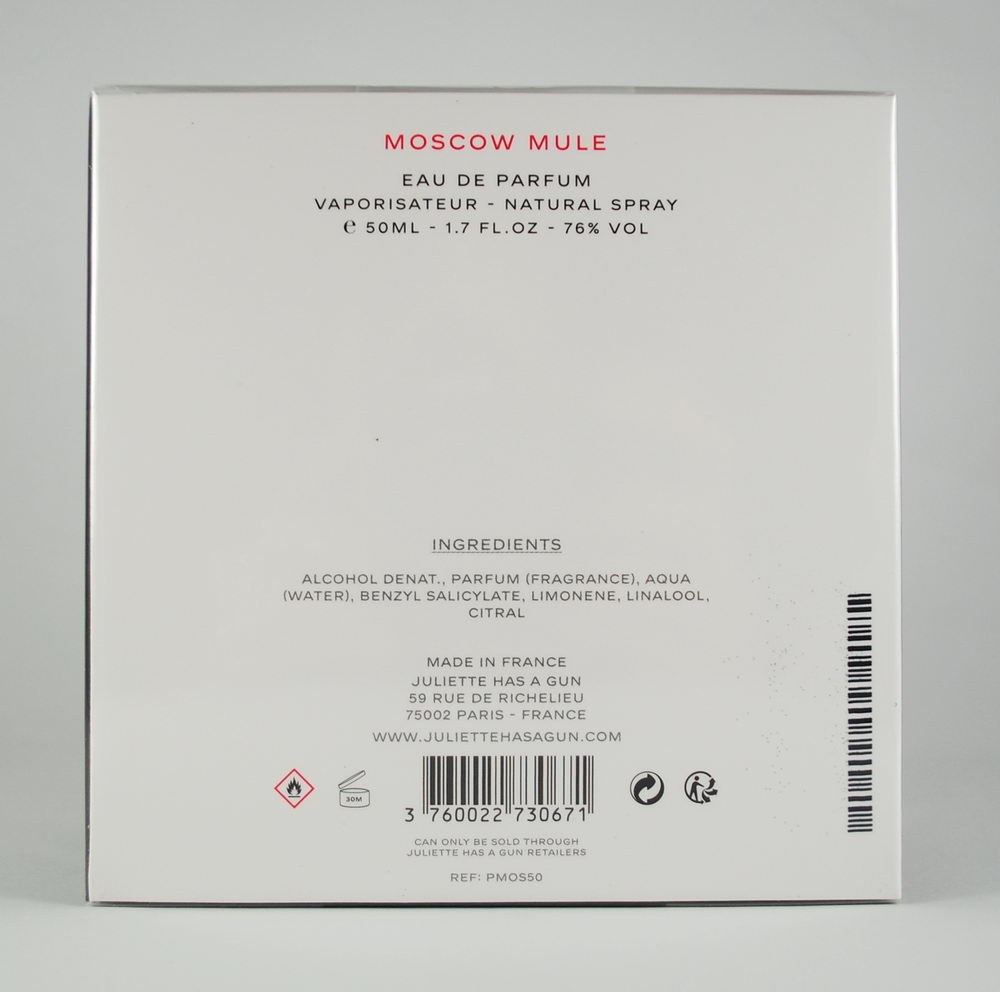 MOSCOW MULE
EAU DE PARFUM
VAPORISATEUR - NATURAL SPRAY
℮ 50ML - 1.7 FL.OZ - 76% VOL
INGREDIENTS
ALCOHOL DENAT., PARFUM (FRAGRANCE), AQUA
(WATER), BENZYL SALICYLATE, LIMONENE, LINALOOL,
CITRAL
MADE IN FRANCE
JULIETTE HAS A GUN
59 RUE DE RICHELIEU
75002 PARIS - FRANCE
WWW.JULIETTEHASAGUN.COM
30M
3 760022 730671
CAN ONLY BE SOLD THROUGH
JULIETTE HAS A GUN RETAILERS
REF: PMOS50